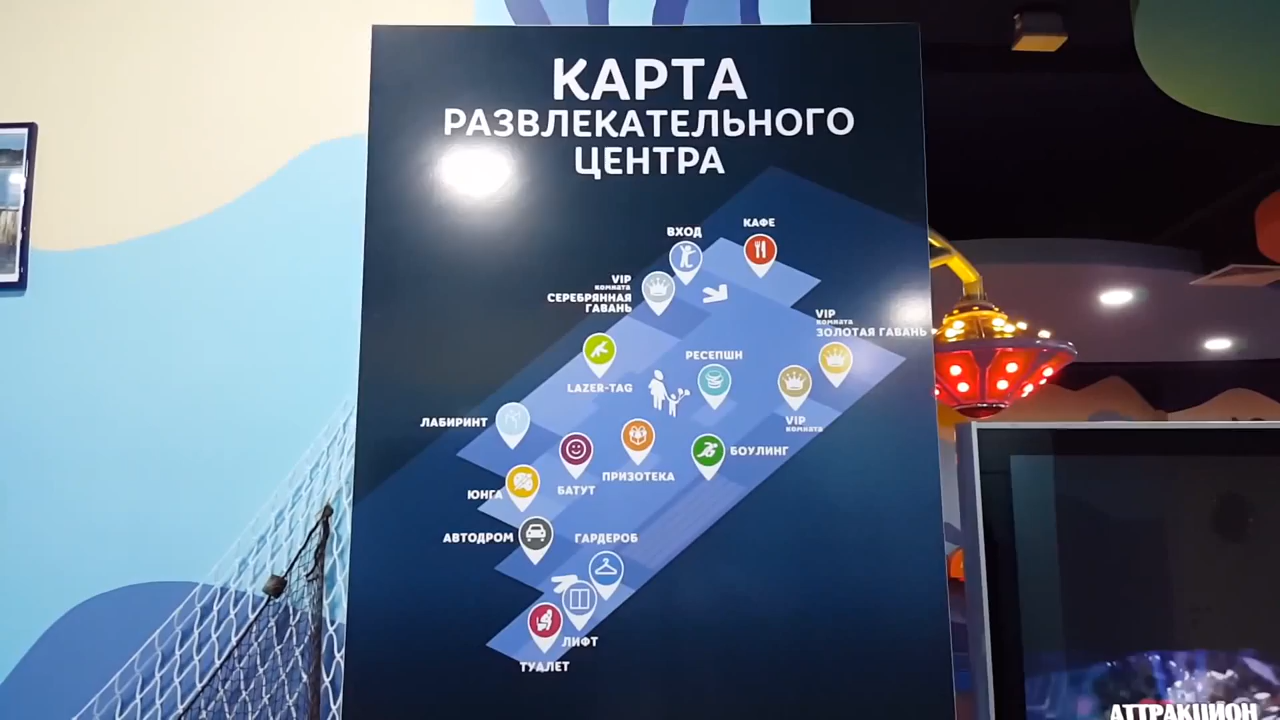 КАРТА
РАЗВЛЕКАТЕЛЬНОГО
ЦЕНТРА
КАФЕ
ВХОД
VIP
комната
СЕРЕБРЯННАЯ
ГАВАНЬ
VIP
комната
ЗОЛОТАЯ ГАВАНЬ
РЕСЕПШН
LAZER-TAG
ЛАБИРИНТ
VIP
комната
БОУЛИНГ
ПРИЗОТЕКА
БАТУТ
ЮНГА
АВТОДРОМ
ГАРДЕРОБ
ЛИФТ
ТУАЛЕТ
АТТРАКЦИОН